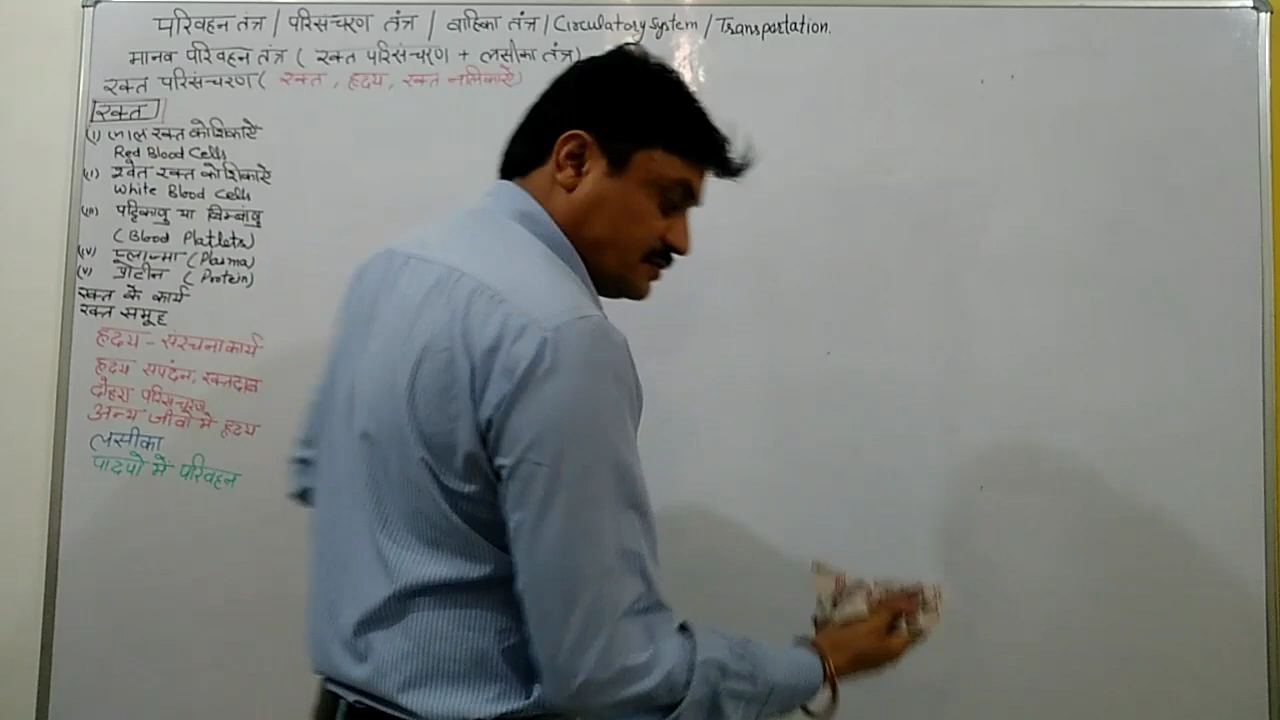 परिवहन तंत्र / परिसंचरण तंत्र / वाहिका तंत्र / Circulatory System / Transportation.
मानव परिवहन तंत्र ( रक्त परिसंचरण + लसीका तंत्र)
रक्त परिसंचरण ( रक्त , हृदय, रक्त नलिकाऐं)
रक्त
(i) लाल रक्त कोशिकाऐं
Red Blood Cells
(ii) श्वेत रक्त कोशिकाऐं
White Blood Cells
(iii) पट्टिकाणु या बिम्बाणु
(Blood Platlets)
(iv) प्लाज्मा (Plasma)
(v) प्रोटीन ( Protein)
रक्त के कार्य
रक्त समूह
हृदय - संरचना कार्य
हृदय सपंदन, रक्तदाब
दोहरा परिसंचरण
अन्य जीवो में हृदय
लसीका
पादपो में परिवहन